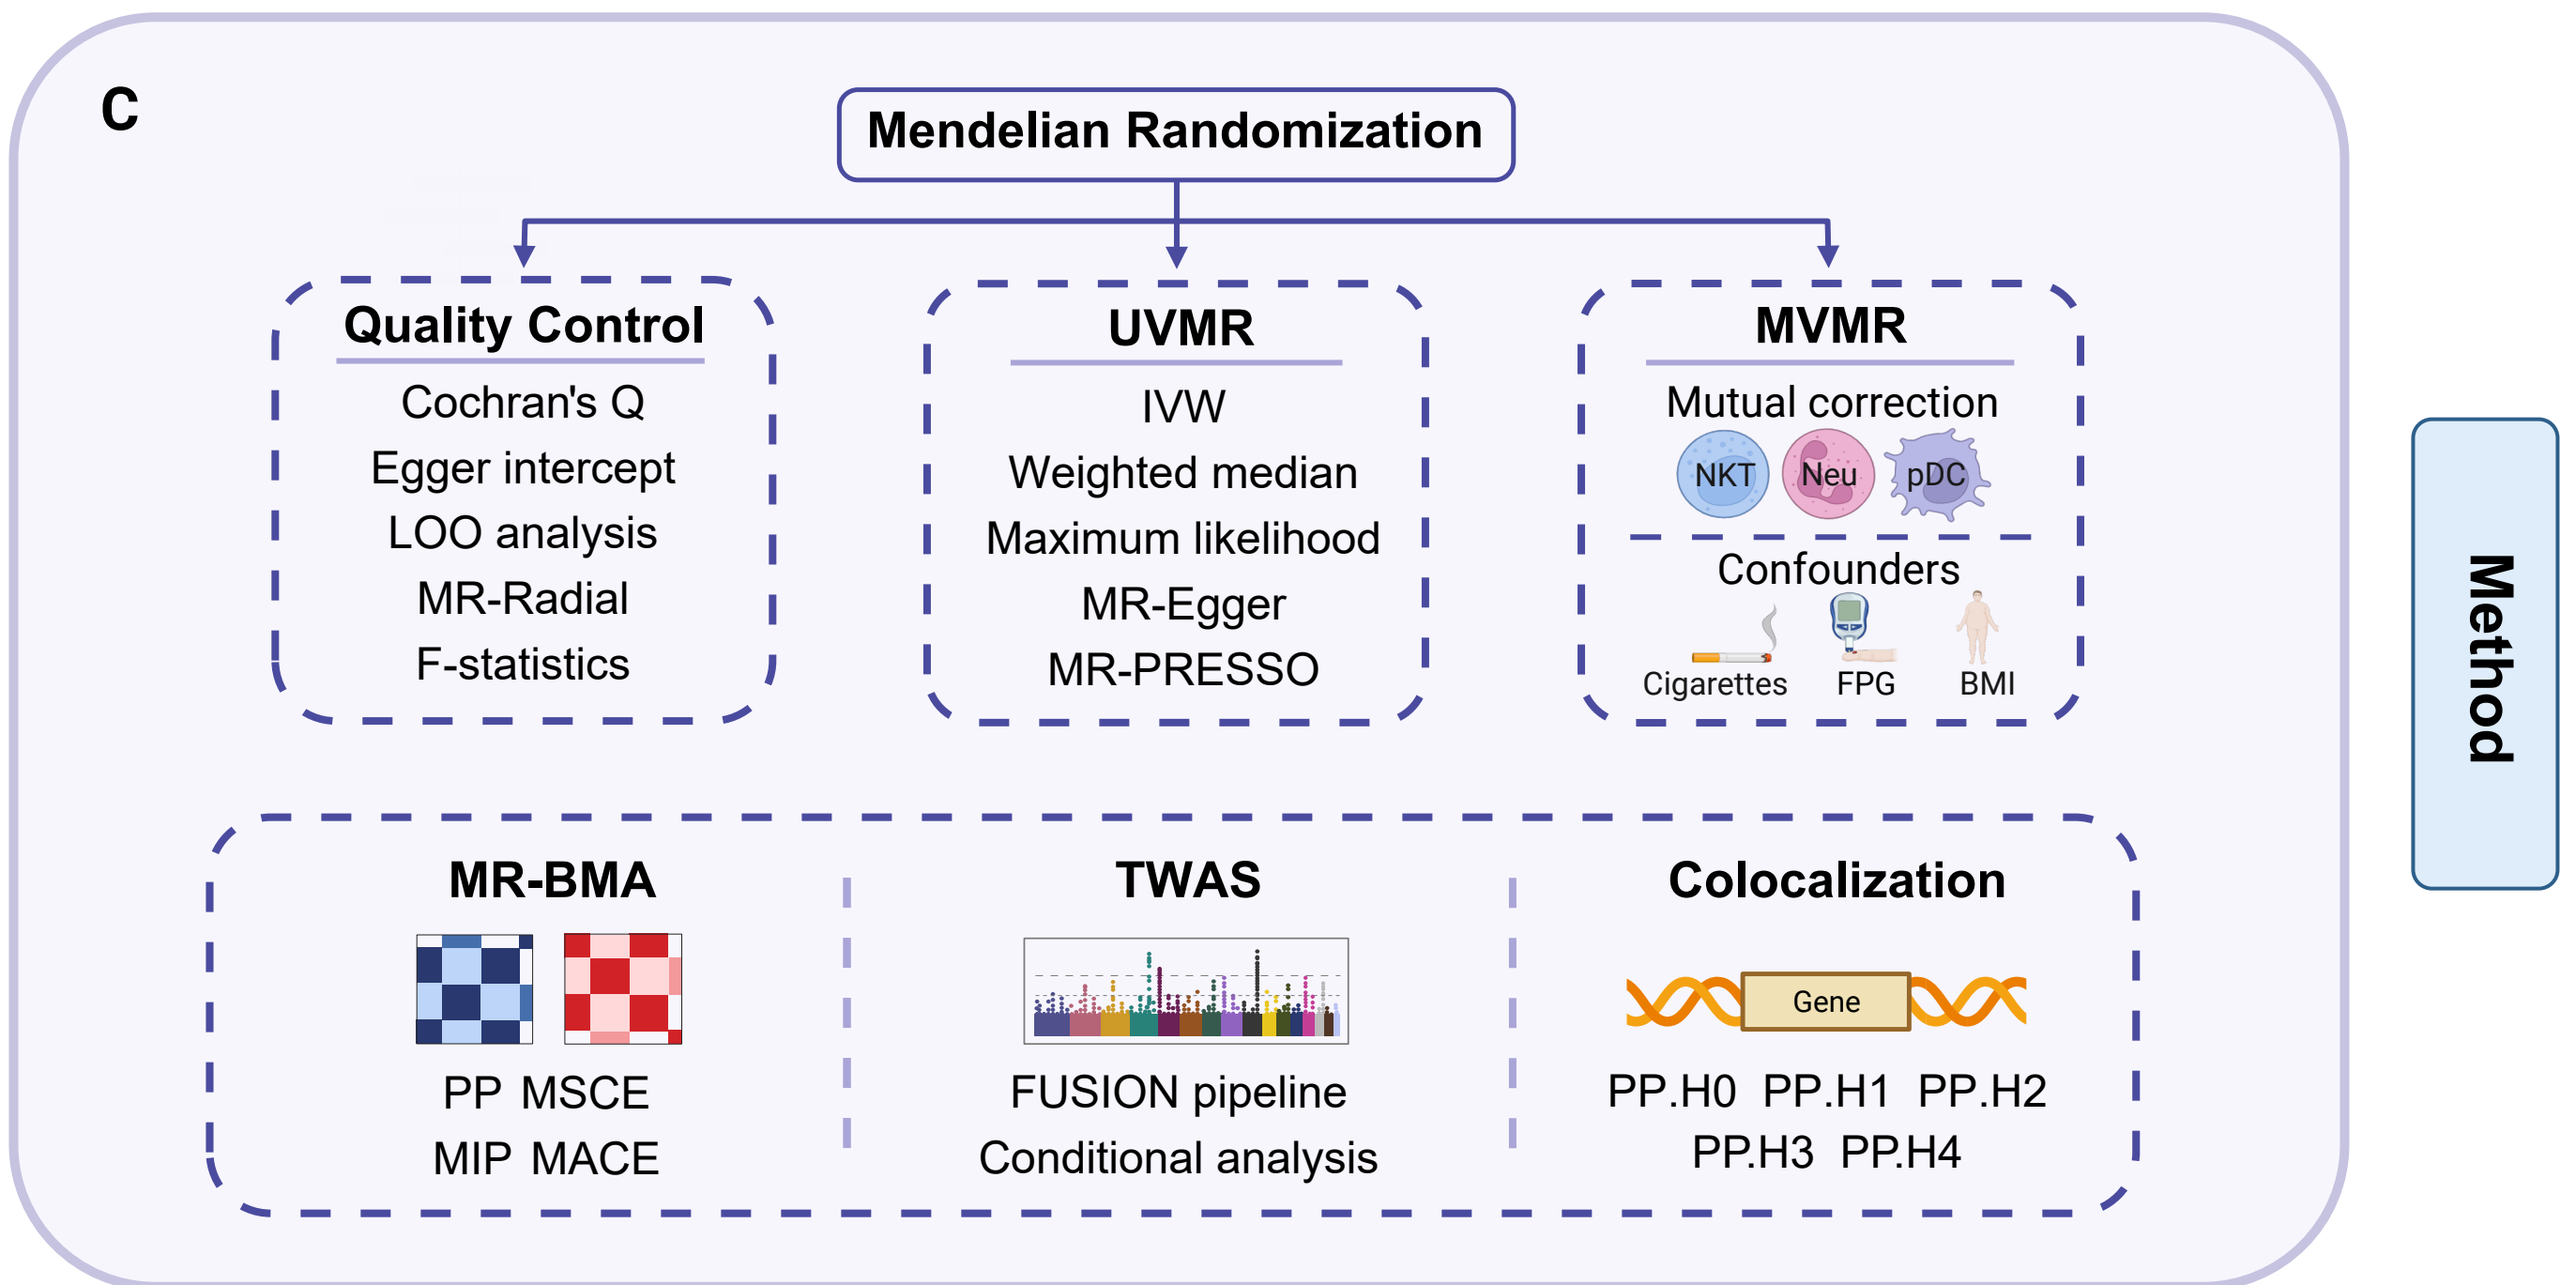 C
Mendelian Randomization
Quality Control
Cochran's Q
Egger intercept
LOO analysis
MR-Radial
F-statistics
UVMR
IVW
Weighted median
Maximum likelihood
MR-Egger
MR-PRESSO
MVMR
Mutual correction
NKT Neu pDC
Confounders
Cigarettes FPG BMI
Method
MR-BMA
PP MSCE
MIP MACE
TWAS
FUSION pipeline
Conditional analysis
Colocalization
Gene
PP.H0 PP.H1 PP.H2
PP.H3 PP.H4